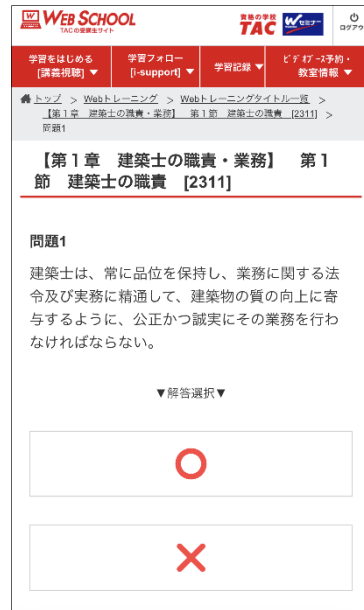 WEB SCHOOL
TACの受験生サイト
資格の学校
TAC
Wセミナー
ログアウ
学習をはじめる
[講義視聴] ▼
学習フォロー
[i-support] ▼
学習記録 ▼
ビデオブース予約・
教室情報 ▼
トップ > Webトレーニング > Webトレーニングタイトル一覧 >
【第1章 建築士の職責・業務】 第1節 建築士の職責 [2311] >
問題1
【第1章 建築士の職責・業務】 第1
節 建築士の職責 [2311]
問題1
建築士は、常に品位を保持し、業務に関する法
令及び実務に精通して、建築物の質の向上に寄
与するように、公正かつ誠実にその業務を行わ
なければならない。
▼解答選択▼